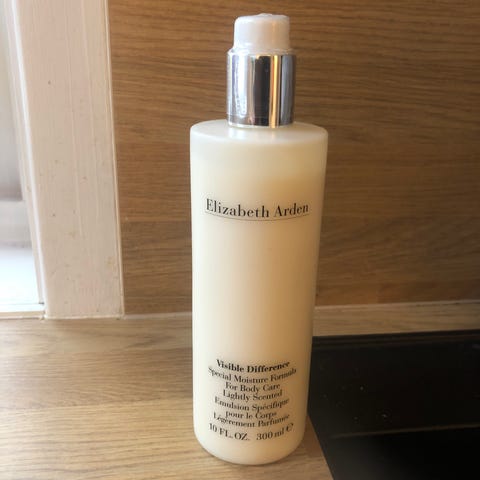 Elizabeth Arden
Visible Difference
Special Moisture Formula
For Body Care
Lightly Scented
Emulsion Spécifique
pour le Corps
Légèrement Parfumée
10 FL. OZ. 300 ml ℮